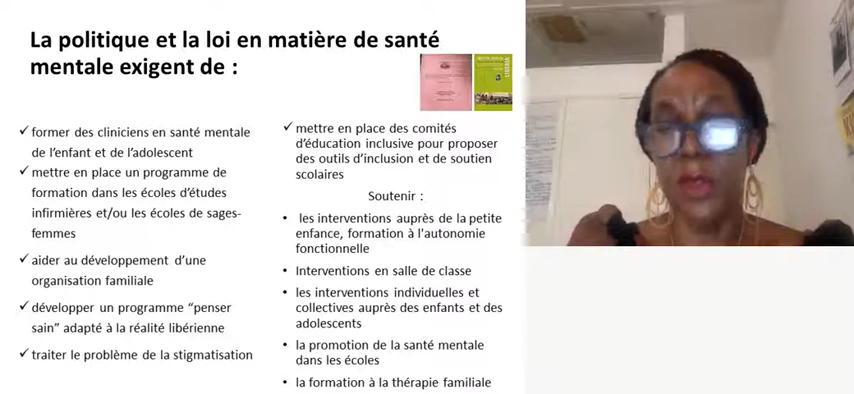 La politique et la loi en matière de santé
mentale exigent de :
former des cliniciens en santé mentale
de l'enfant et de l'adolescent
mettre en place un programme de
formation dans les écoles d'études
infirmières et/ou les écoles de sages-
femmes
aider au développement d'une
organisation familiale
développer un programme "penser
sain" adapté à la réalité libérienne
traiter le problème de la stigmatisation
mettre en place des comités
d'éducation inclusive pour proposer
des outils d'inclusion et de soutien
scolaires
Soutenir :
les interventions auprès de la petite
enfance, formation à l'autonomie
fonctionnelle
Interventions en salle de classe
les interventions individuelles et
collectives auprès des enfants et des
adolescents
la promotion de la santé mentale
dans les écoles
la formation à la thérapie familiale